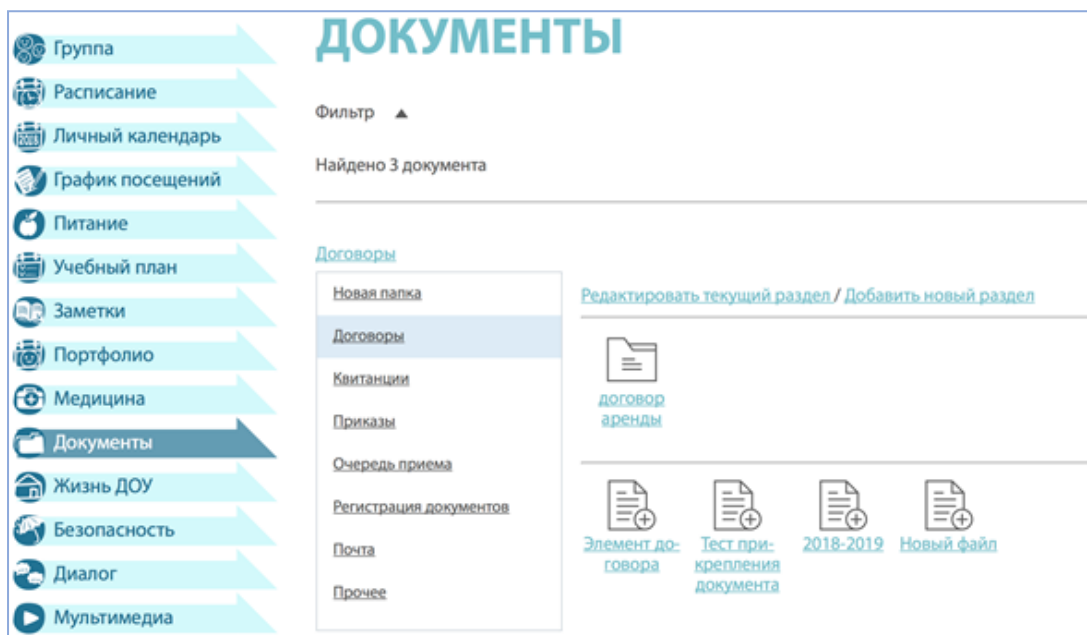 Группа
Расписание
Личный календарь
График посещений
Питание
Учебный план
Заметки
Портфолио
Медицина
Документы
Жизнь ДОУ
Безопасность
Диалог
Мультимедиа
ДОКУМЕНТЫ
Фильтр ▲
Найдено 3 документа
Договоры
Новая папка
Договоры
Квитанции
Приказы
Очередь приема
Регистрация документов
Почта
Прочее
Редактировать текущий раздел / Добавить новый раздел
договор
аренды
Элемент до-
говора
Тест при-
крепления
документа
2018-2019
Новый файл